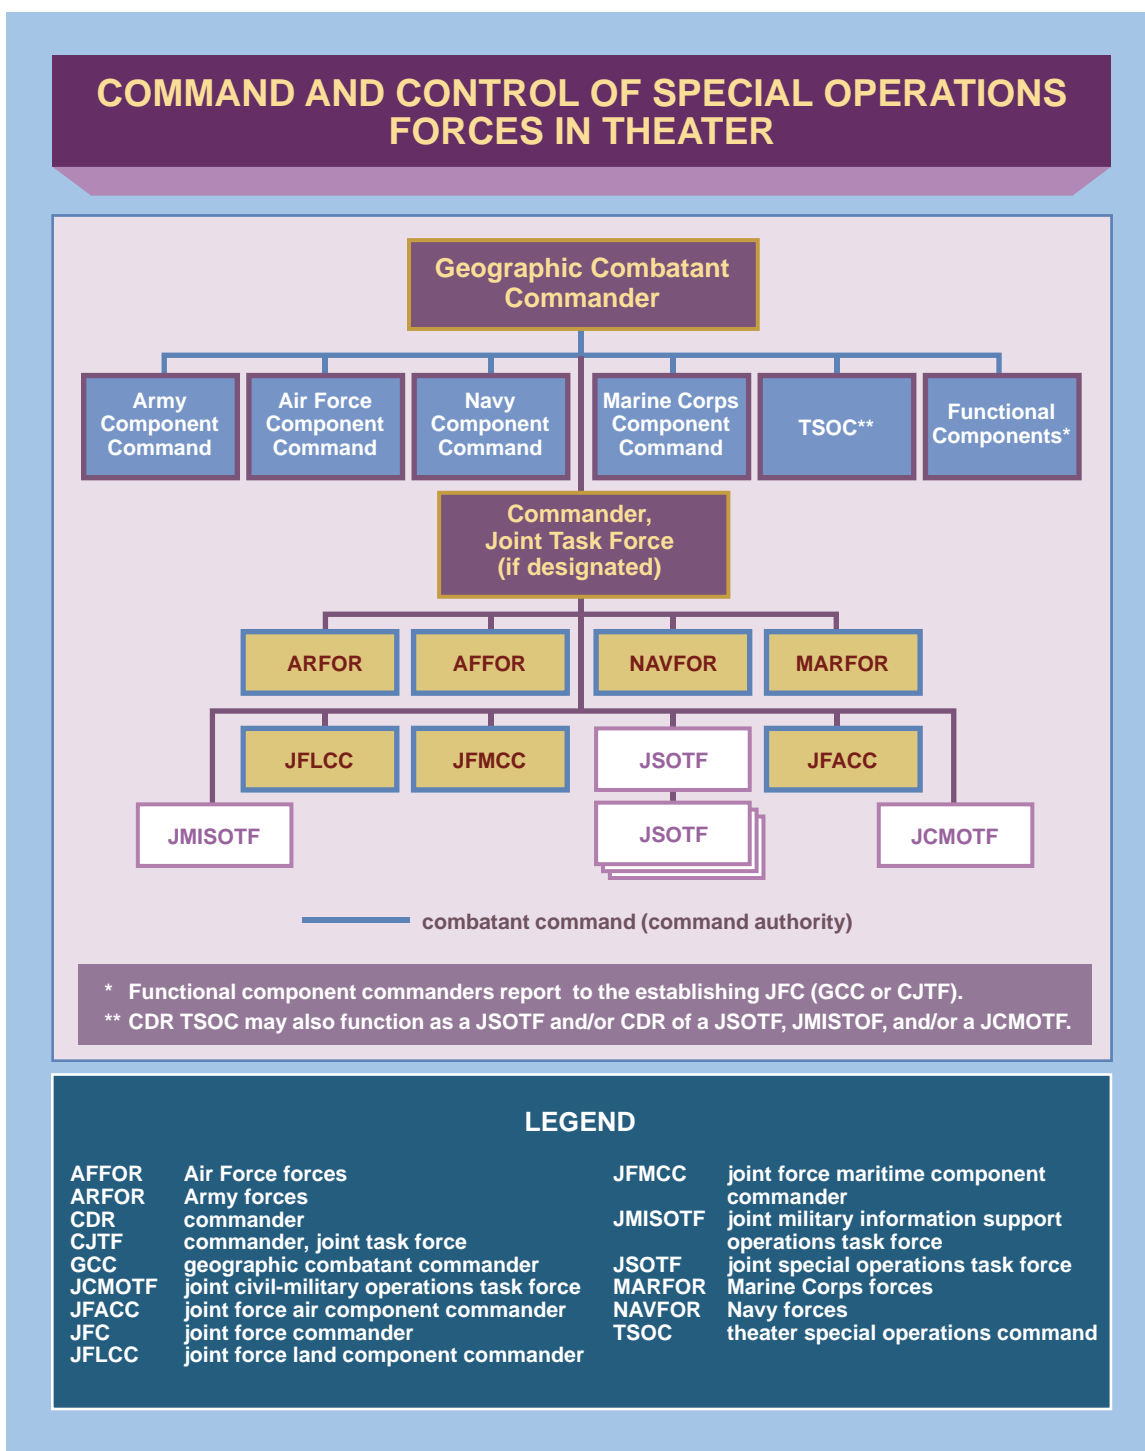 COMMAND AND CONTROL OF SPECIAL OPERATIONS
FORCES IN THEATER
Geographic Combatant
Commander
Army
Component
Command
Air Force
Component
Command
Navy
Component
Command
Marine Corps
Component
Command
TSOC**
Functional
Components*
Commander,
Joint Task Force
(if designated)
ARFOR
AFFOR
NAVFOR
MARFOR
JFLCC
JFMCC
JSOTF
JFACC
JMISOTF
JSOTF
JCMOTF
combatant command (command authority)
* Functional component commanders report to the establishing JFC (GCC or CJTF).
** CDR TSOC may also function as a JSOTF and/or CDR of a JSOTF, JMISTOF, and/or a JCMOTF.
LEGEND
AFFOR Air Force forces
ARFOR Army forces
CDR commander
CJTF commander, joint task force
GCC geographic combatant commander
JCMOTF joint civil-military operations task force
JFACC joint force air component commander
JFC joint force commander
JFLCC joint force land component commander
JFMCC joint force maritime component
commander
JMISOTF joint military information support
operations task force
JSOTF joint special operations task force
MARFOR Marine Corps forces
NAVFOR Navy forces
TSOC theater special operations command